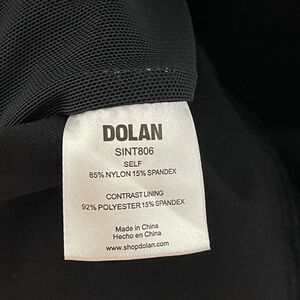 DOLAN
SINT806
SELF
85% NYLON 15% SPANDEX
CONTRAST LINING
92% POLYESTER 15% SPANDEX
Made in China
Hecho en China
www.shopdolan.com